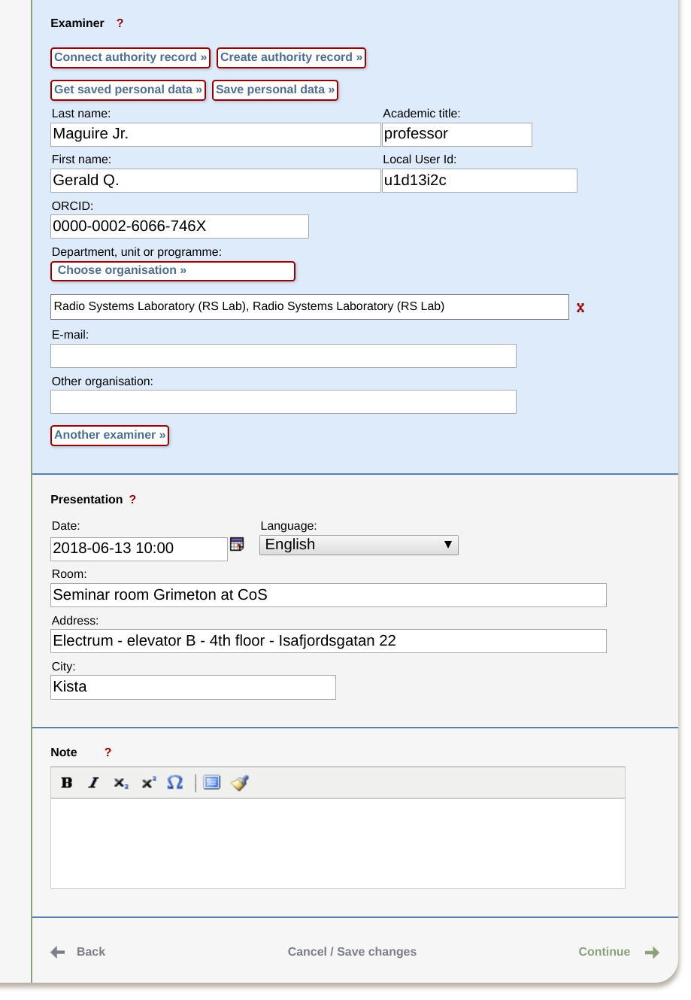 Examiner ?
Connect authority record » Create authority record »
Get saved personal data » Save personal data »
Last name: Academic title:
Maguire Jr. professor
First name: Local User Id:
Gerald Q. u1d13i2c
ORCID:
0000-0002-6066-746X
Department, unit or programme:
Choose organisation »
Radio Systems Laboratory (RS Lab), Radio Systems Laboratory (RS Lab) X
E-mail:
Other organisation:
Another examiner »
Presentation ?
Date: Language:
2018-06-13 10:00 English
Room:
Seminar room Grimeton at CoS
Address:
Electrum - elevator B - 4th floor - Isafjordsgatan 22
City:
Kista
Note ?
B I x₂ x² Ω
Back Cancel / Save changes Continue